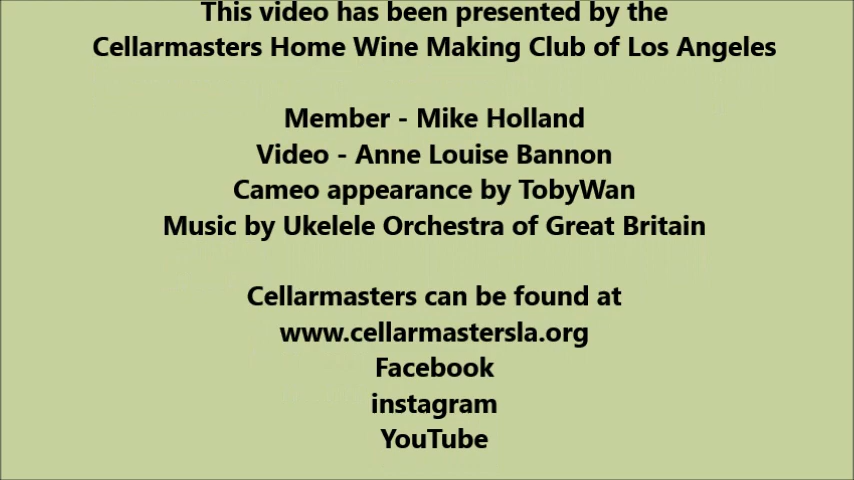 This video has been presented by the
Cellarmasters Home Wine Making Club of Los Angeles
Member - Mike Holland
Video - Anne Louise Bannon
Cameo appearance by TobyWan
Music by Ukelele Orchestra of Great Britain
Cellarmasters can be found at
www.cellarmastersla.org
Facebook
instagram
YouTube